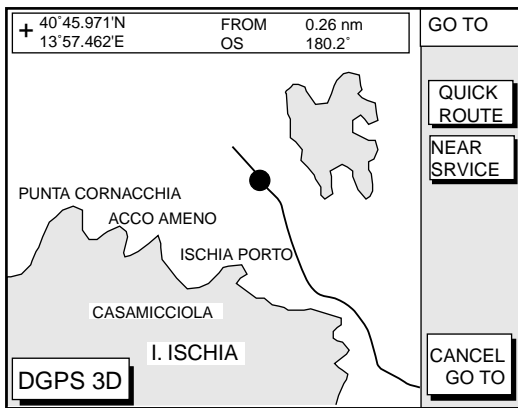 + 40°45.971'N FROM 0.26 nm
13°57.462'E OS 180.2°
GO TO
QUICK
ROUTE
NEAR
SRVICE
PUNTA CORNACCHIA
ACCO AMENO
ISCHIA PORTO
CASAMICCIOLA
I. ISCHIA
DGPS 3D
CANCEL
GO TO